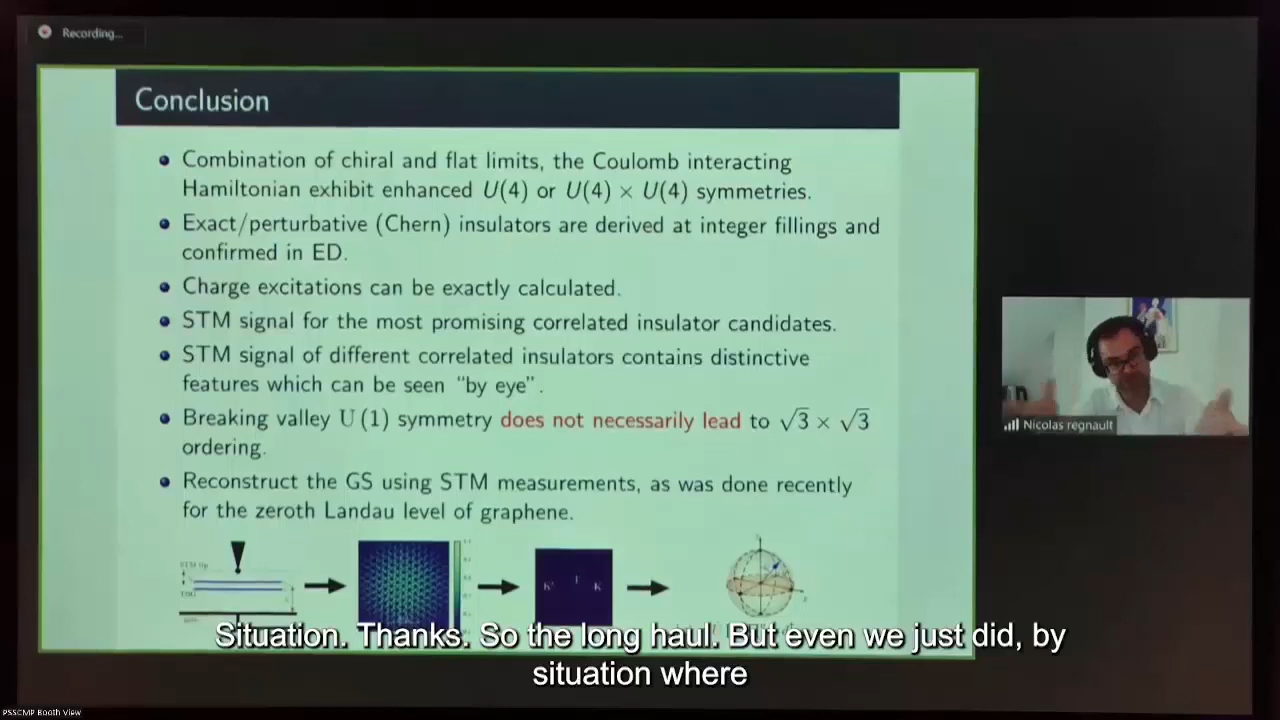 Recording...
Conclusion
Combination of chiral and flat limits, the Coulomb interacting
Hamiltonian exhibit enhanced U(4) or U(4) × U(4) symmetries.
Exact/perturbative (Chern) insulators are derived at integer fillings and
confirmed in ED.
Charge excitations can be exactly calculated.
STM signal for the most promising correlated insulator candidates.
STM signal of different correlated insulators contains distinctive
features which can be seen "by eye".
Breaking valley U(1) symmetry does not necessarily lead to √3 × √3
ordering.
Reconstruct the GS using STM measurements, as was done recently
for the zeroth Landau level of graphene.
STM tip
K' Γ K
Nicolas regnault
Situation. Thanks. So the long haul. But even we just did, by
situation where
PSSCMP Booth View